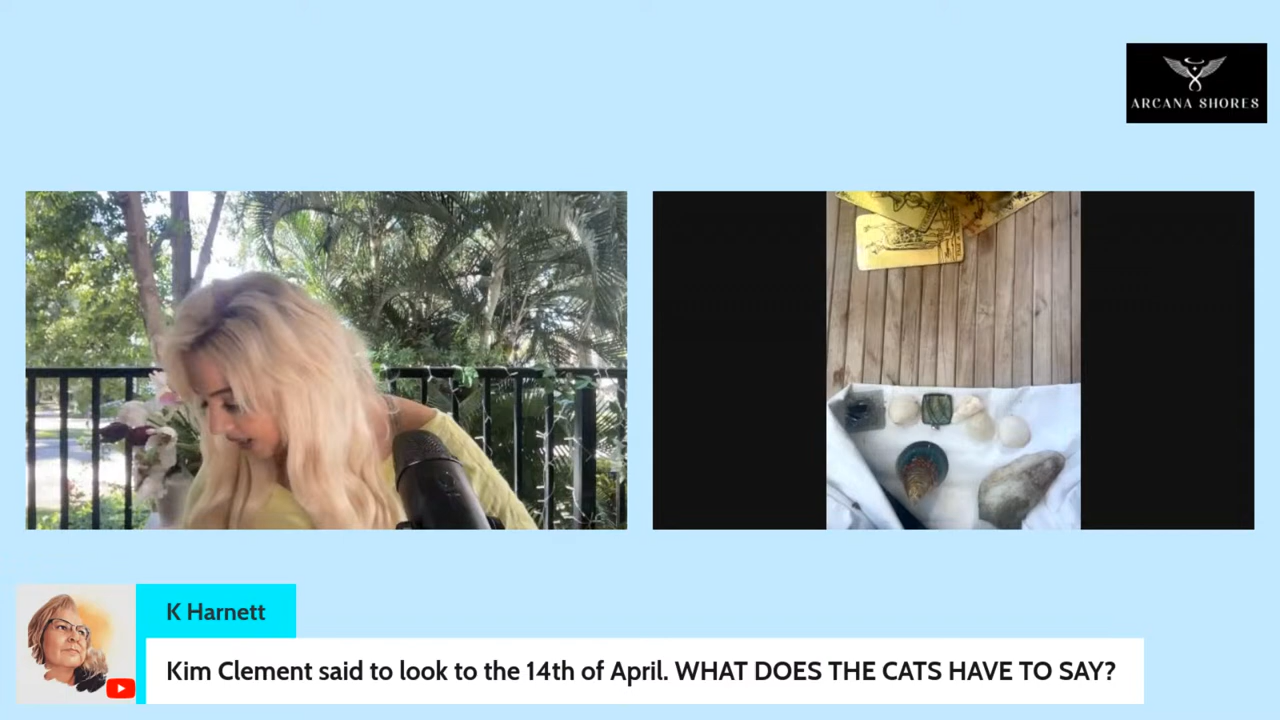 ARCANA SHORES
K Harnett
Kim Clement said to look to the 14th of April. WHAT DOES THE CATS HAVE TO SAY?